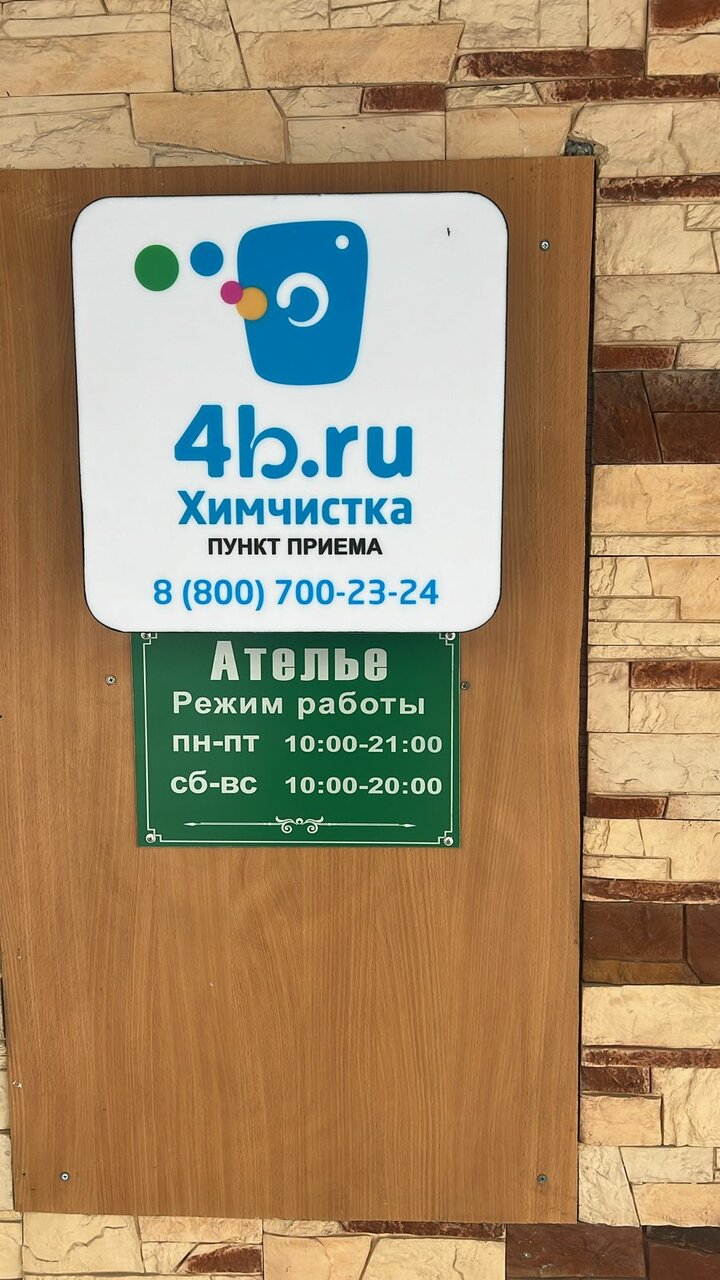 4b.ru
Химчистка
ПУНКТ ПРИЕМА
8 (800) 700-23-24
Ателье
Режим работы
пн-пт 10:00-21:00
сб-вс 10:00-20:00